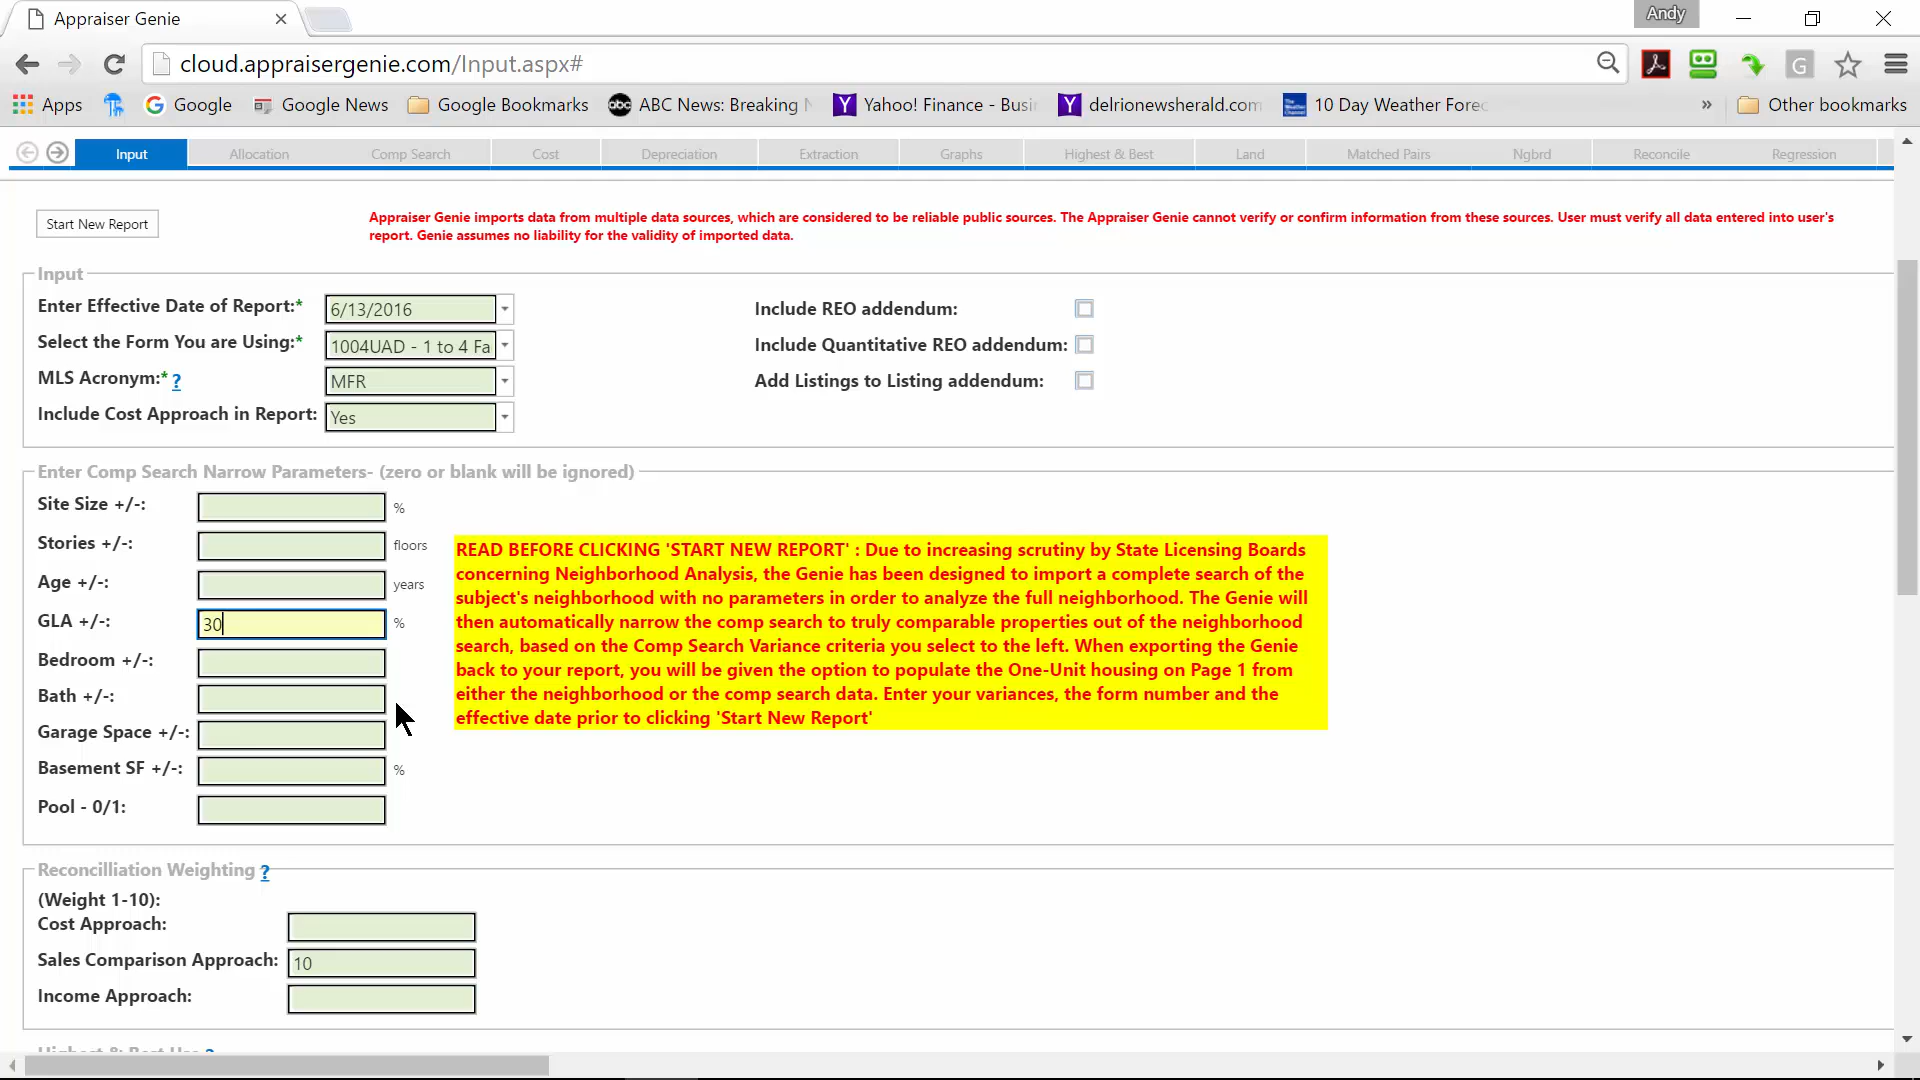 Appraiser Genie
Andy
cloud.appraisergenie.com/Input.aspx#
G
Apps
Google
Google News
Google Bookmarks
abc ABC News: Breaking
Yahoo! Finance - Busi
delrionewsherald.com
10 Day Weather Forec
»
Other bookmarks
Input
Allocation
Comp Search
Cost
Depreciation
Extraction
Graphs
Highest & Best
Land
Matched Pairs
Ngbrd
Reconcile
Regression
Start New Report
Appraiser Genie imports data from multiple data sources, which are considered to be reliable public sources. The Appraiser Genie cannot verify or confirm information from these sources. User must verify all data entered into user's
report. Genie assumes no liability for the validity of imported data.
Input
Enter Effective Date of Report:* 6/13/2016
Select the Form You are Using:* 1004UAD - 1 to 4 Fa
MLS Acronym:* ? MFR
Include Cost Approach in Report: Yes
Include REO addendum:
Include Quantitative REO addendum:
Add Listings to Listing addendum:
Enter Comp Search Narrow Parameters- (zero or blank will be ignored)
Site Size +/-: %
Stories +/-: floors
Age +/-: years
GLA +/-: 30 %
Bedroom +/-:
Bath +/-:
Garage Space +/-:
Basement SF +/-: %
Pool - 0/1:
READ BEFORE CLICKING 'START NEW REPORT' : Due to increasing scrutiny by State Licensing Boards
concerning Neighborhood Analysis, the Genie has been designed to import a complete search of the
subject's neighborhood with no parameters in order to analyze the full neighborhood. The Genie will
then automatically narrow the comp search to truly comparable properties out of the neighborhood
search, based on the Comp Search Variance criteria you select to the left. When exporting the Genie
back to your report, you will be given the option to populate the One-Unit housing on Page 1 from
either the neighborhood or the comp search data. Enter your variances, the form number and the
effective date prior to clicking 'Start New Report'
Reconcilliation Weighting ?
(Weight 1-10):
Cost Approach:
Sales Comparison Approach: 10
Income Approach:
Highest & Best Use ?